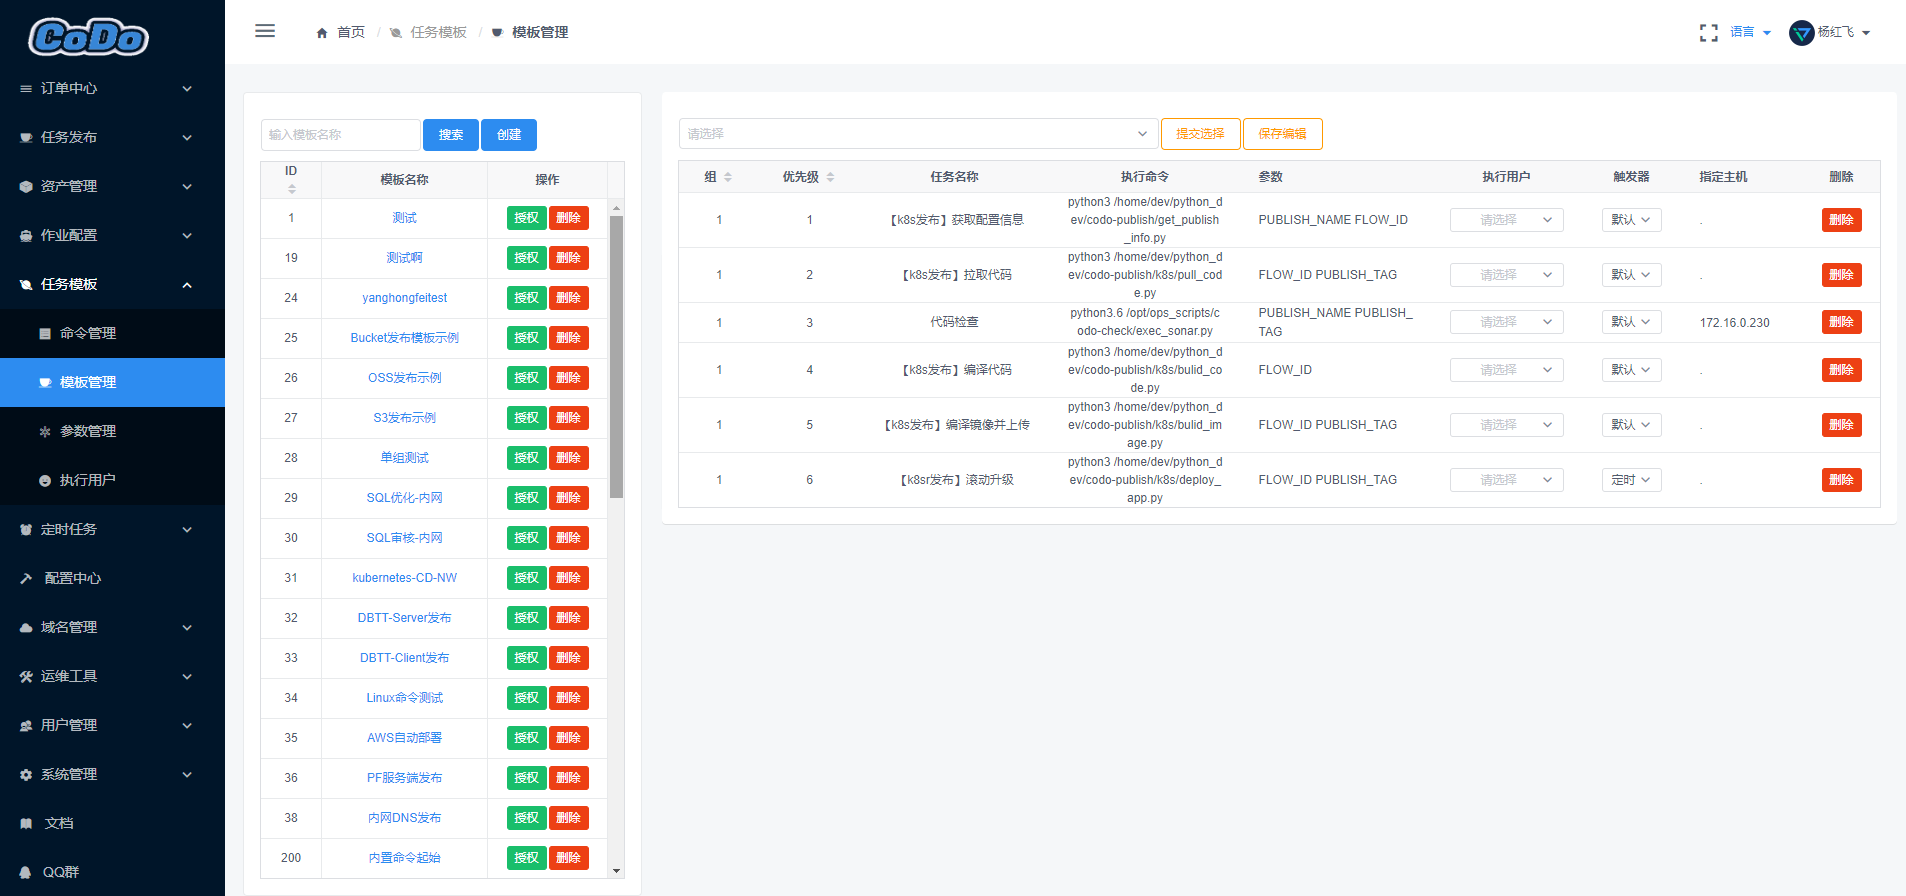 CoDo
订单中心
任务发布
资产管理
作业配置
任务模板
命令管理
模板管理
参数管理
执行用户
定时任务
配置中心
域名管理
运维工具
用户管理
系统管理
文档
QQ群
首页 / 任务模板 / 模板管理
语言
杨红飞
输入模板名称 搜索 创建
ID 模板名称 操作
1 测试 授权 删除
19 测试啊 授权 删除
24 yanghongfeitest 授权 删除
25 Bucket发布模板示例 授权 删除
26 OSS发布示例 授权 删除
27 S3发布示例 授权 删除
28 单组测试 授权 删除
29 SQL优化-内网 授权 删除
30 SQL审核-内网 授权 删除
31 kubernetes-CD-NW 授权 删除
32 DBTT-Server发布 授权 删除
33 DBTT-Client发布 授权 删除
34 Linux命令测试 授权 删除
35 AWS自动部署 授权 删除
36 PF服务端发布 授权 删除
38 内网DNS发布 授权 删除
200 内置命令起始 授权 删除
请选择 提交选择 保存编辑
组 优先级 任务名称 执行命令 参数 执行用户 触发器 指定主机 删除
python3 /home/dev/python_d
1 1 【k8s发布】获取配置信息 ev/codo-publish/get_publish PUBLISH_NAME FLOW_ID 请选择 默认 . 删除
_info.py
python3 /home/dev/python_d
1 2 【k8s发布】拉取代码 ev/codo-publish/k8s/pull_cod FLOW_ID PUBLISH_TAG 请选择 默认 . 删除
e.py
python3.6 /opt/ops_scripts/c PUBLISH_NAME PUBLISH_
1 3 代码检查 请选择 默认 172.16.0.230 删除
odo-check/exec_sonar.py TAG
python3 /home/dev/python_d
1 4 【k8s发布】编译代码 ev/codo-publish/k8s/bulid_co FLOW_ID 请选择 默认 . 删除
de.py
python3 /home/dev/python_d
1 5 【k8s发布】编译镜像并上传 ev/codo-publish/k8s/bulid_im FLOW_ID PUBLISH_TAG 请选择 默认 . 删除
age.py
python3 /home/dev/python_d
1 6 【k8sr发布】滚动升级 ev/codo-publish/k8s/deploy_ FLOW_ID PUBLISH_TAG 请选择 定时 . 删除
app.py